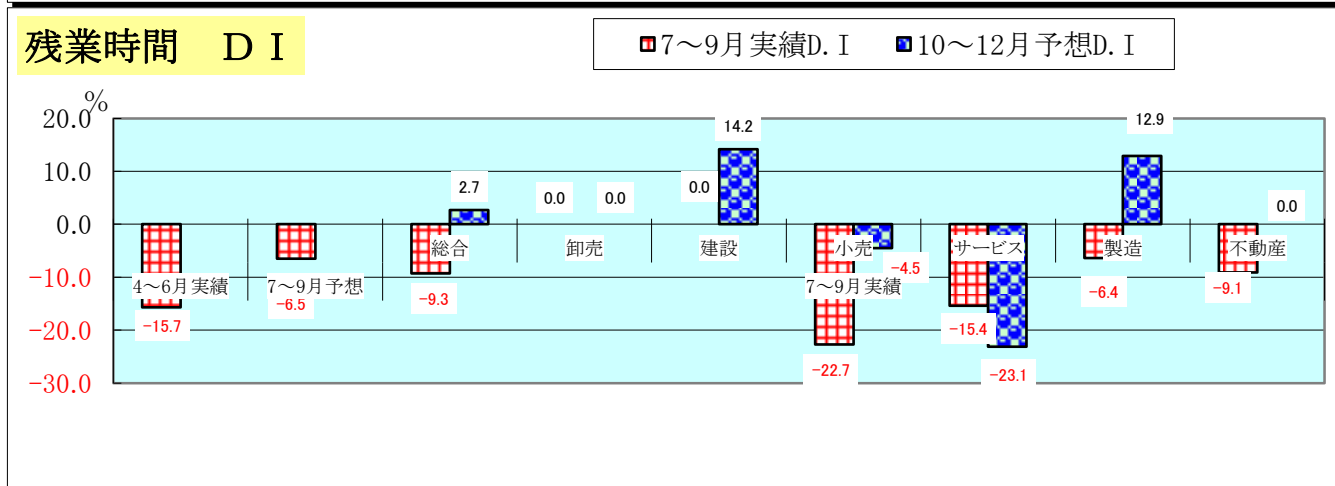 残業時間　ＤＩ
7～9月実績D.I
10～12月予想D.I
%
20.0
10.0
0.0
-10.0
-20.0
-30.0
14.2
12.9
2.7
0.0
0.0
0.0
0.0
総合
卸売
建設
小売
サービス
製造
不動産
4～6月実績
7～9月予想
7～9月実績
-15.7
-6.5
-9.3
-22.7
-4.5
-15.4
-23.1
-6.4
-9.1